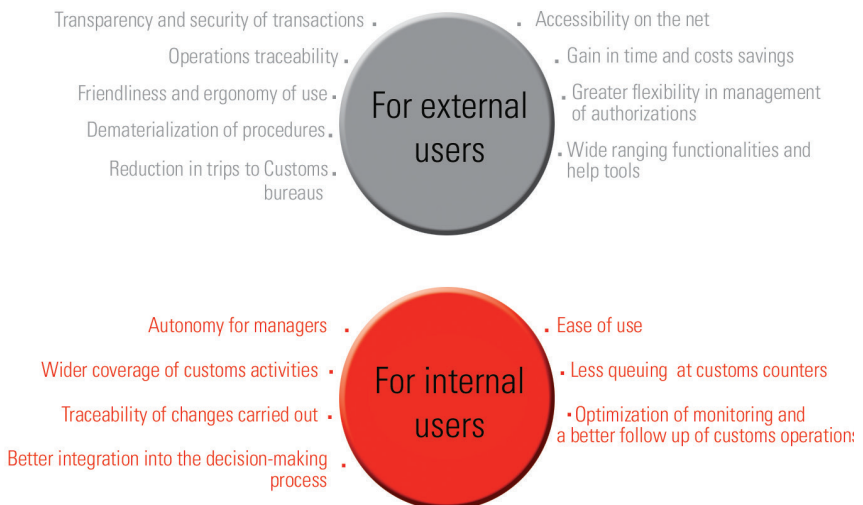 Transparency and security of transactions
Operations traceability
Friendliness and ergonomy of use
Dematerialization of procedures
Reduction in trips to Customs
bureaus
For external
users
Accessibility on the net
Gain in time and costs savings
Greater flexibility in management
of authorizations
Wide ranging functionalities and
help tools
Autonomy for managers
Wider coverage of customs activities
Traceability of changes carried out
Better integration into the decision-making
process
For internal
users
Ease of use
Less queuing at customs counters
Optimization of monitoring and
a better follow up of customs operations